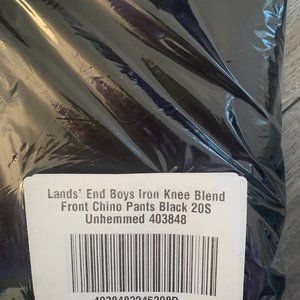 Lands' End Boys Iron Knee Blend
Front Chino Pants Black 20S
Unhemmed 403848